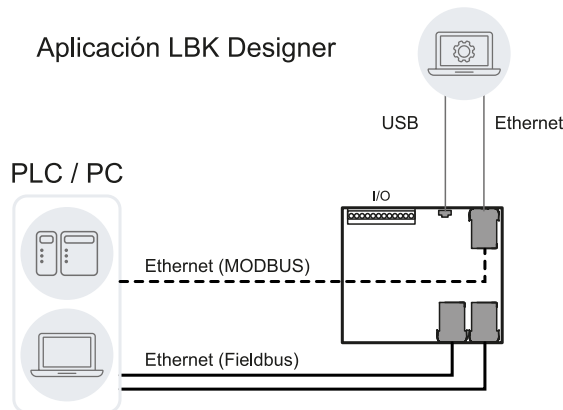 Aplicación LBK Designer
USB
Ethernet
PLC / PC
I/O
Ethernet (MODBUS)
Ethernet (Fieldbus)